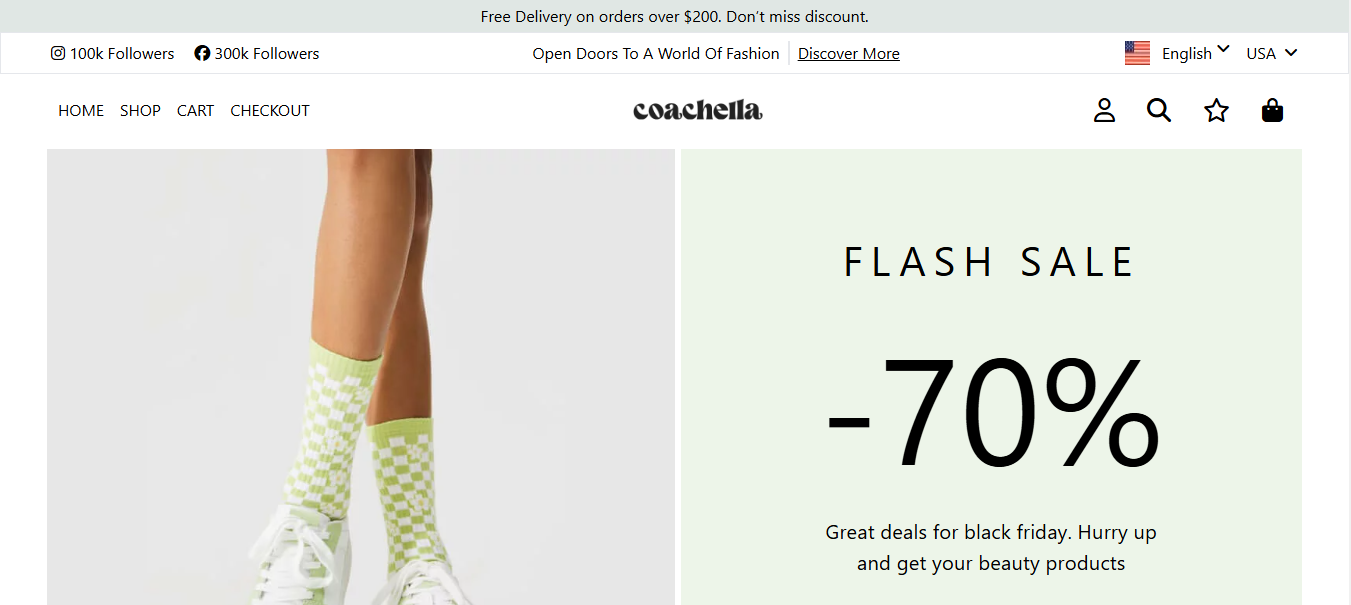 Free Delivery on orders over $200. Don't miss discount.
100k Followers 300k Followers Open Doors To A World Of Fashion Discover More English USA
HOME SHOP CART CHECKOUT coachella
FLASH SALE
-70%
Great deals for black friday. Hurry up
and get your beauty products